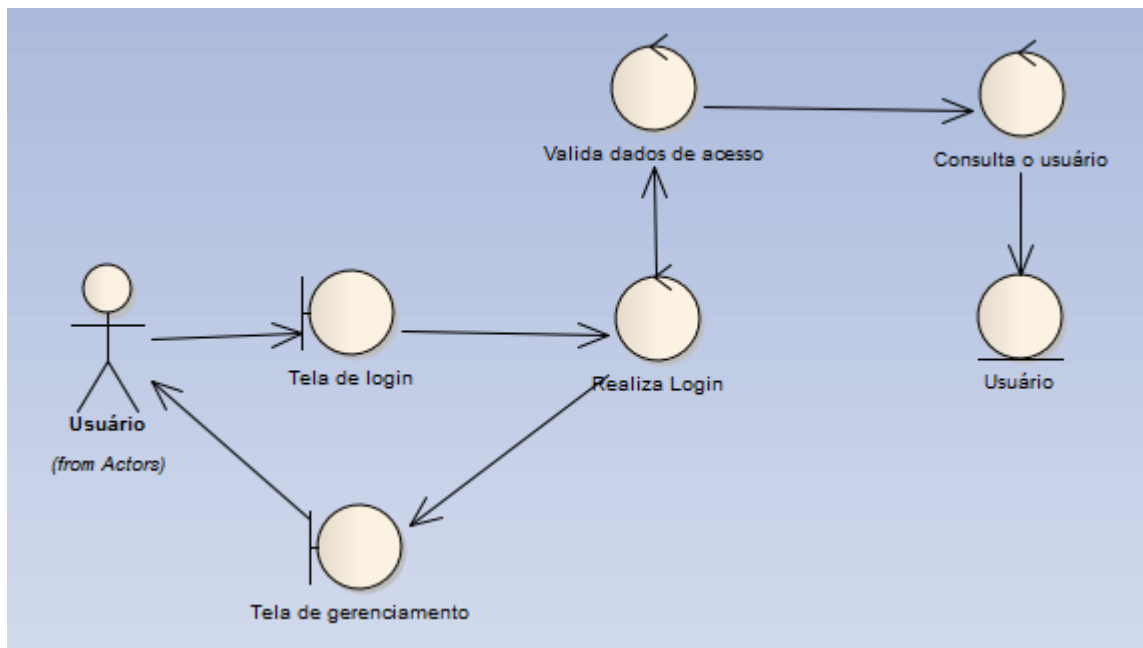 Valida dados de acesso
Consulta o usuário
Tela de login
Realiza Login
Usuário
Usuário
(from Actors)
Tela de gerenciamento